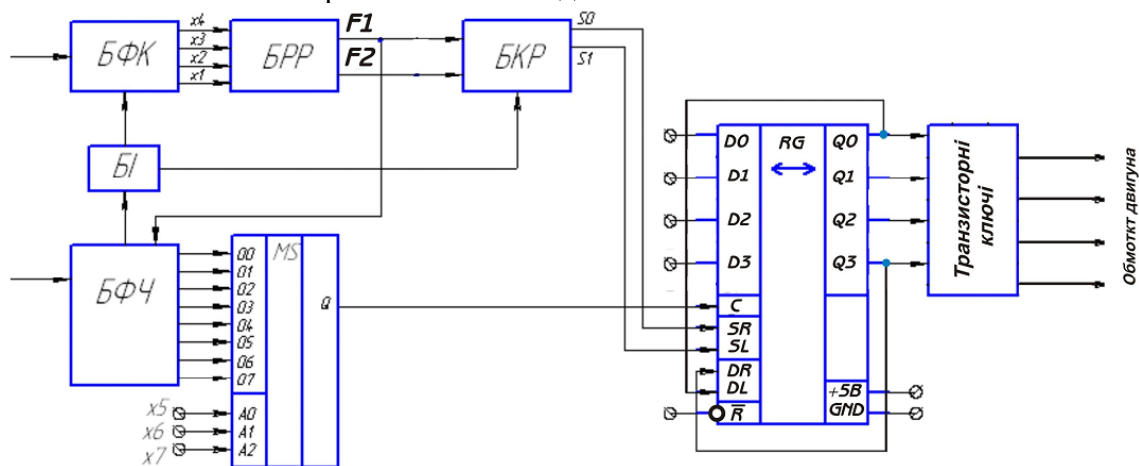 БФК
x4
x3
x2
x1
БРР
F1
F2
БКР
S0
S1
БІ
БФЧ
00
01
02
03
04
05
06
07
MS
Q
x5
x6
x7
A0
A1
A2
D0
D1
D2
D3
C
SR
SL
DR
DL
R
RG
Q0
Q1
Q2
Q3
+5В
GND
Транзисторні
ключі
Обмоткт двигуна